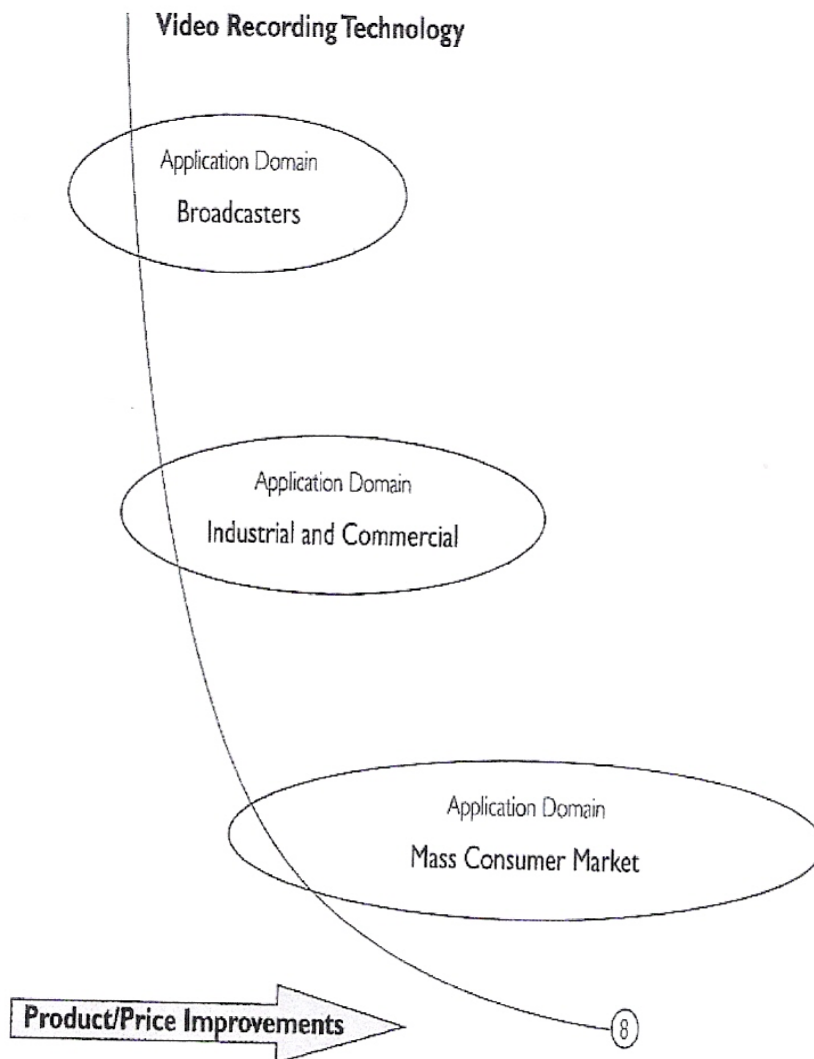 Video Recording Technology
Application Domain
Broadcasters
Application Domain
Industrial and Commercial
Application Domain
Mass Consumer Market
Product/Price Improvements
8